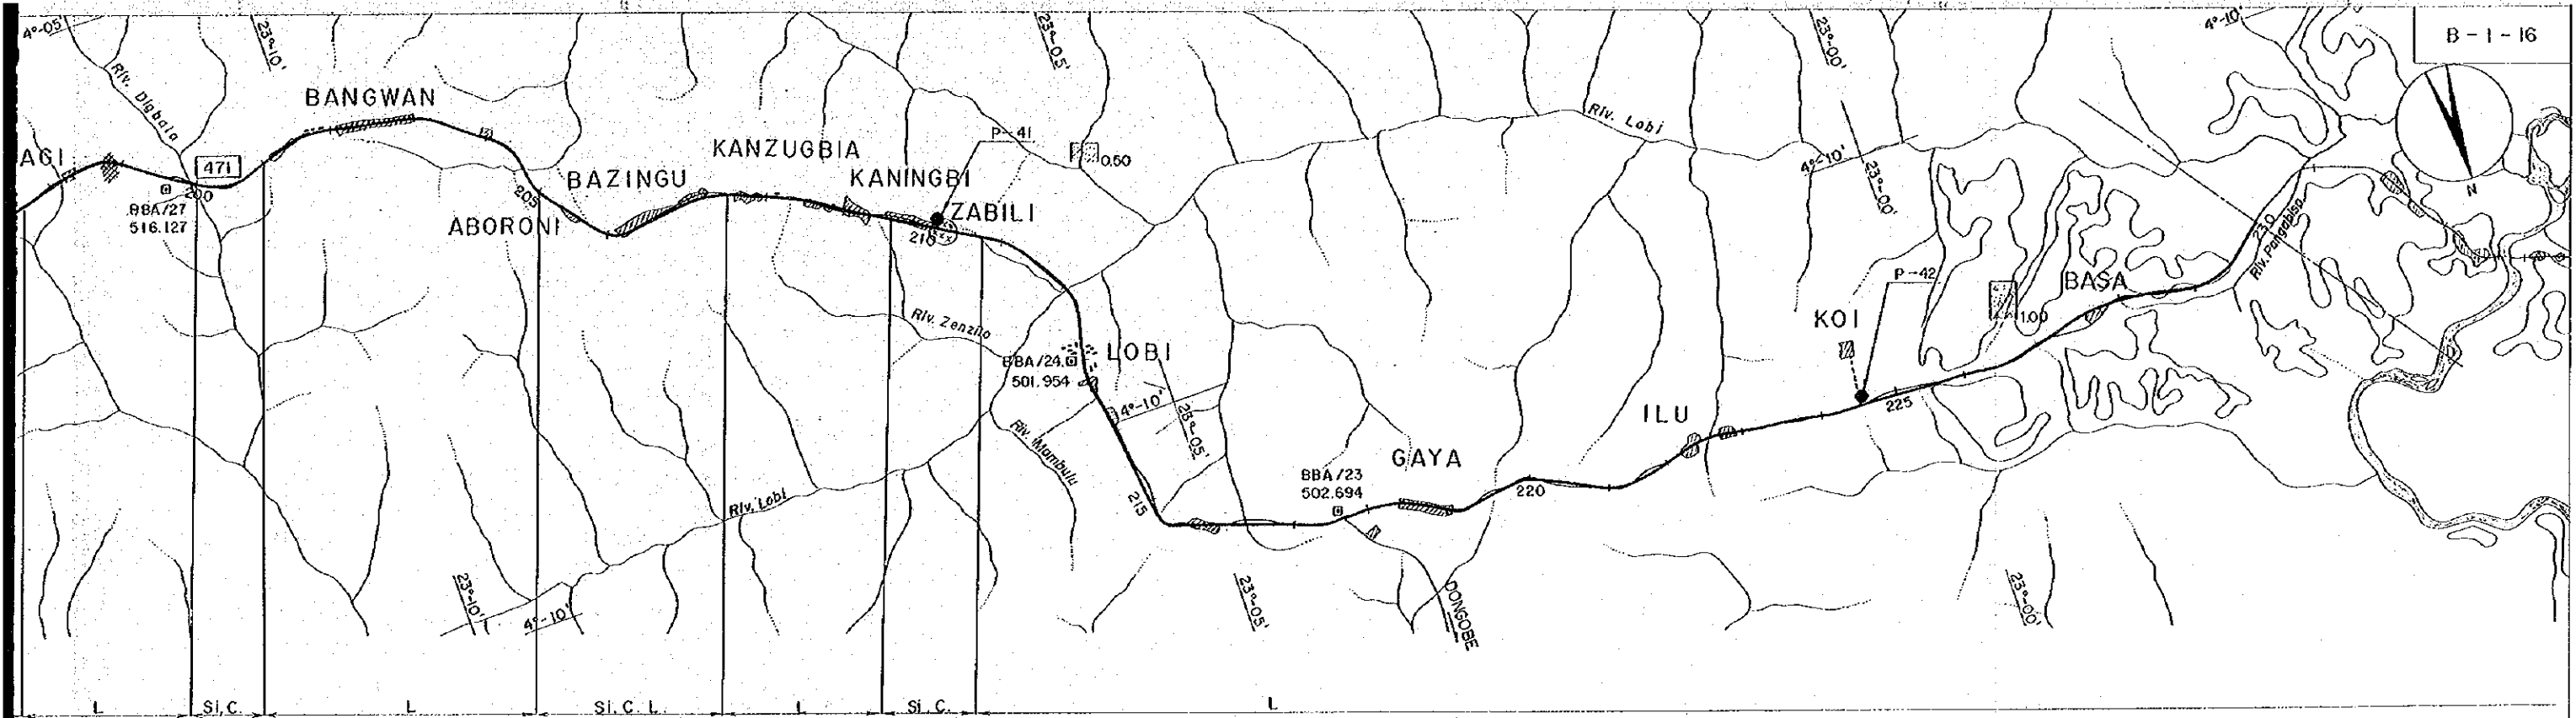 4°-05'
23°-10'
23°-05'
23°-00'
4°-10'
B-1-16
Riv. Digbala
BANGWAN
AGI
471
200
BBA/27
516.127
205
ABORONI
BAZINGU
KANZUGBIA
KANINGBI
P-41
0.50
ZABILI
210
Riv. Lobi
4°-10'
23°-00'
N
230
BASA
P-42
1.00
KOI
225
Riv. Zenzito
BBA/24
501.954
LOBI
4°-10'
23°-05'
Riv. Mambulu
215
Riv. Lobi
BBA/23
502.694
GAYA
220
ILU
DONGOBE
23°-10'
4°-10'
23°-05'
23°-00'
L
Si. C.
L
Si. C. L
L
Si. C.
L